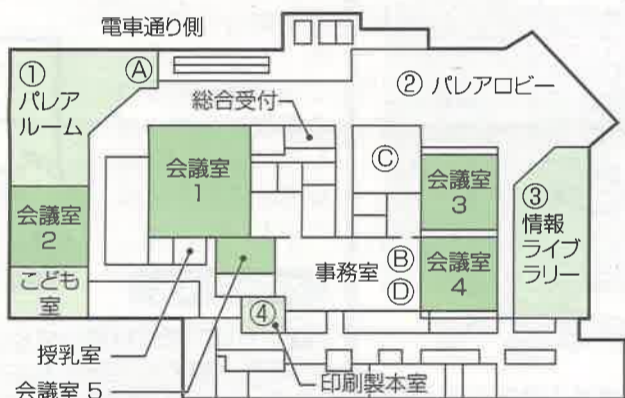 電車通り側
①
パレア
ルーム
Ⓐ
② パレアロビー
総合受付
会議室
1
Ⓒ
会議室
3
会議室
2
③
情報
ライブ
ラリー
こども
室
事務室
Ⓑ
Ⓓ
会議室
4
④
授乳室
会議室 5
印刷製本室